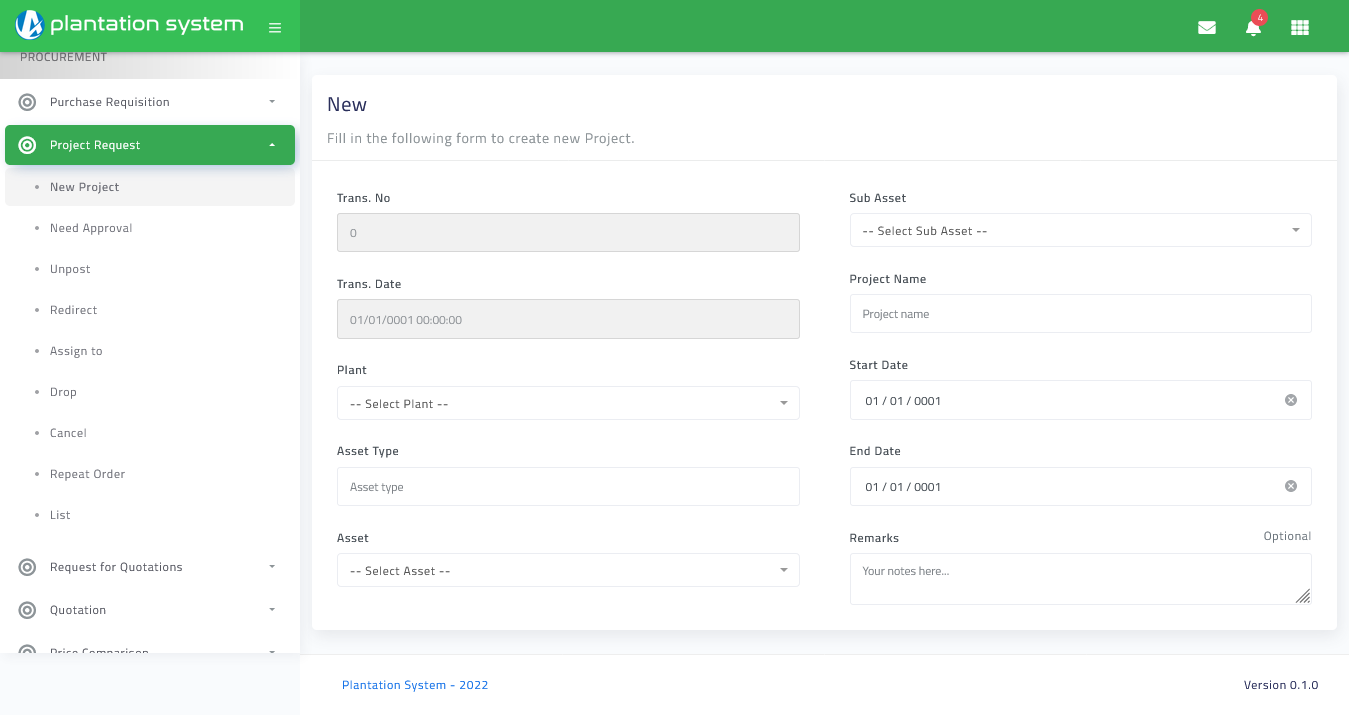 plantation system
4
PROCUREMENT
Purchase Requisition
Project Request
New Project
Need Approval
Unpost
Redirect
Assign to
Drop
Cancel
Repeat Order
List
Request for Quotations
Quotation
Price Comparison
New
Fill in the following form to create new Project.
Trans. No
0
Trans. Date
01/01/0001 00:00:00
Plant
-- Select Plant --
Asset Type
Asset type
Asset
-- Select Asset --
Sub Asset
-- Select Sub Asset --
Project Name
Project name
Start Date
01 / 01 / 0001
End Date
01 / 01 / 0001
Remarks Optional
Your notes here...
Plantation System - 2022 Version 0.1.0